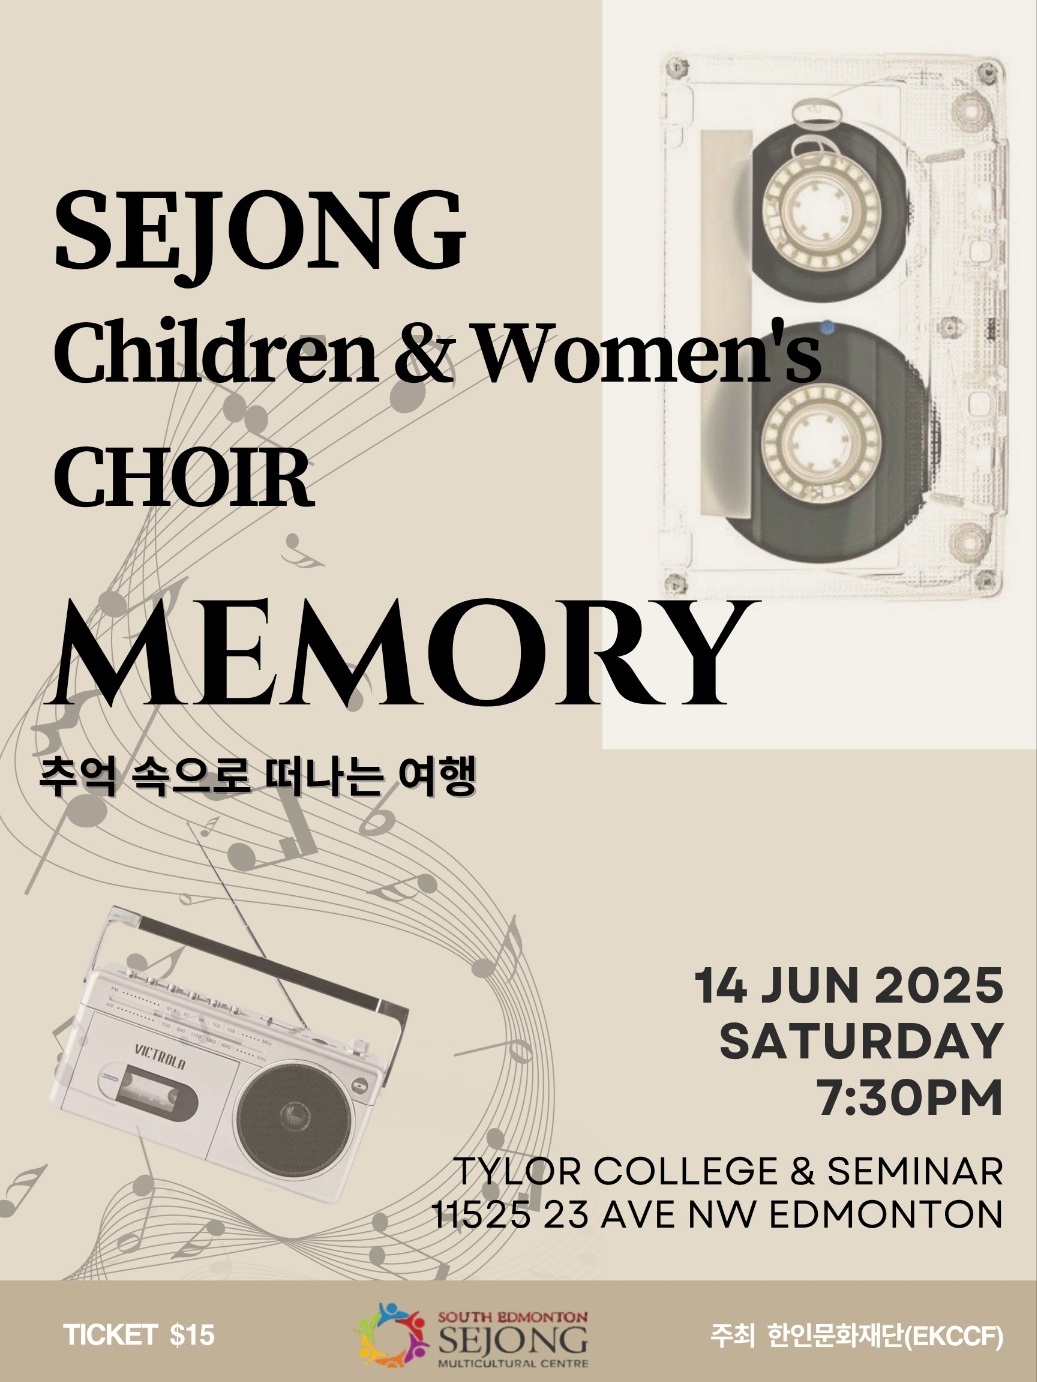 SEJONG
Children & Women's
CHOIR
MEMORY
추억 속으로 떠나는 여행
VICTROLA
14 JUN 2025
SATURDAY
7:30PM
TYLOR COLLEGE & SEMINAR
11525 23 AVE NW EDMONTON
TICKET $15
SOUTH EDMONTON
SEJONG
MULTICULTURAL CENTRE
주최 한인문화재단(EKCCF)